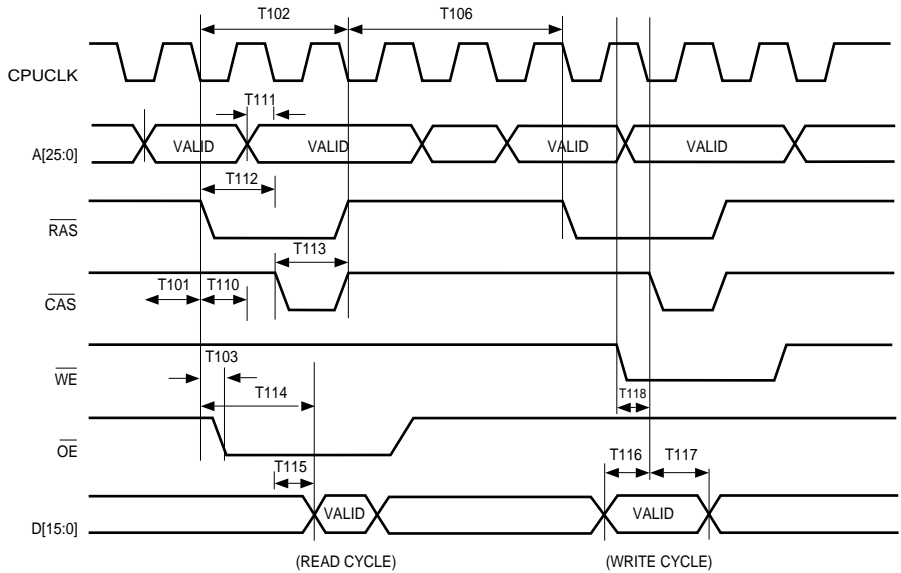 T102 T106
CPUCLK
T111
A[25:0] VALID VALID VALID VALID
T112
RAS
T113
CAS T101 T110
WE T103
T114 T118
OE
T115 T116 T117
D[15:0] VALID VALID
(READ CYCLE) (WRITE CYCLE)